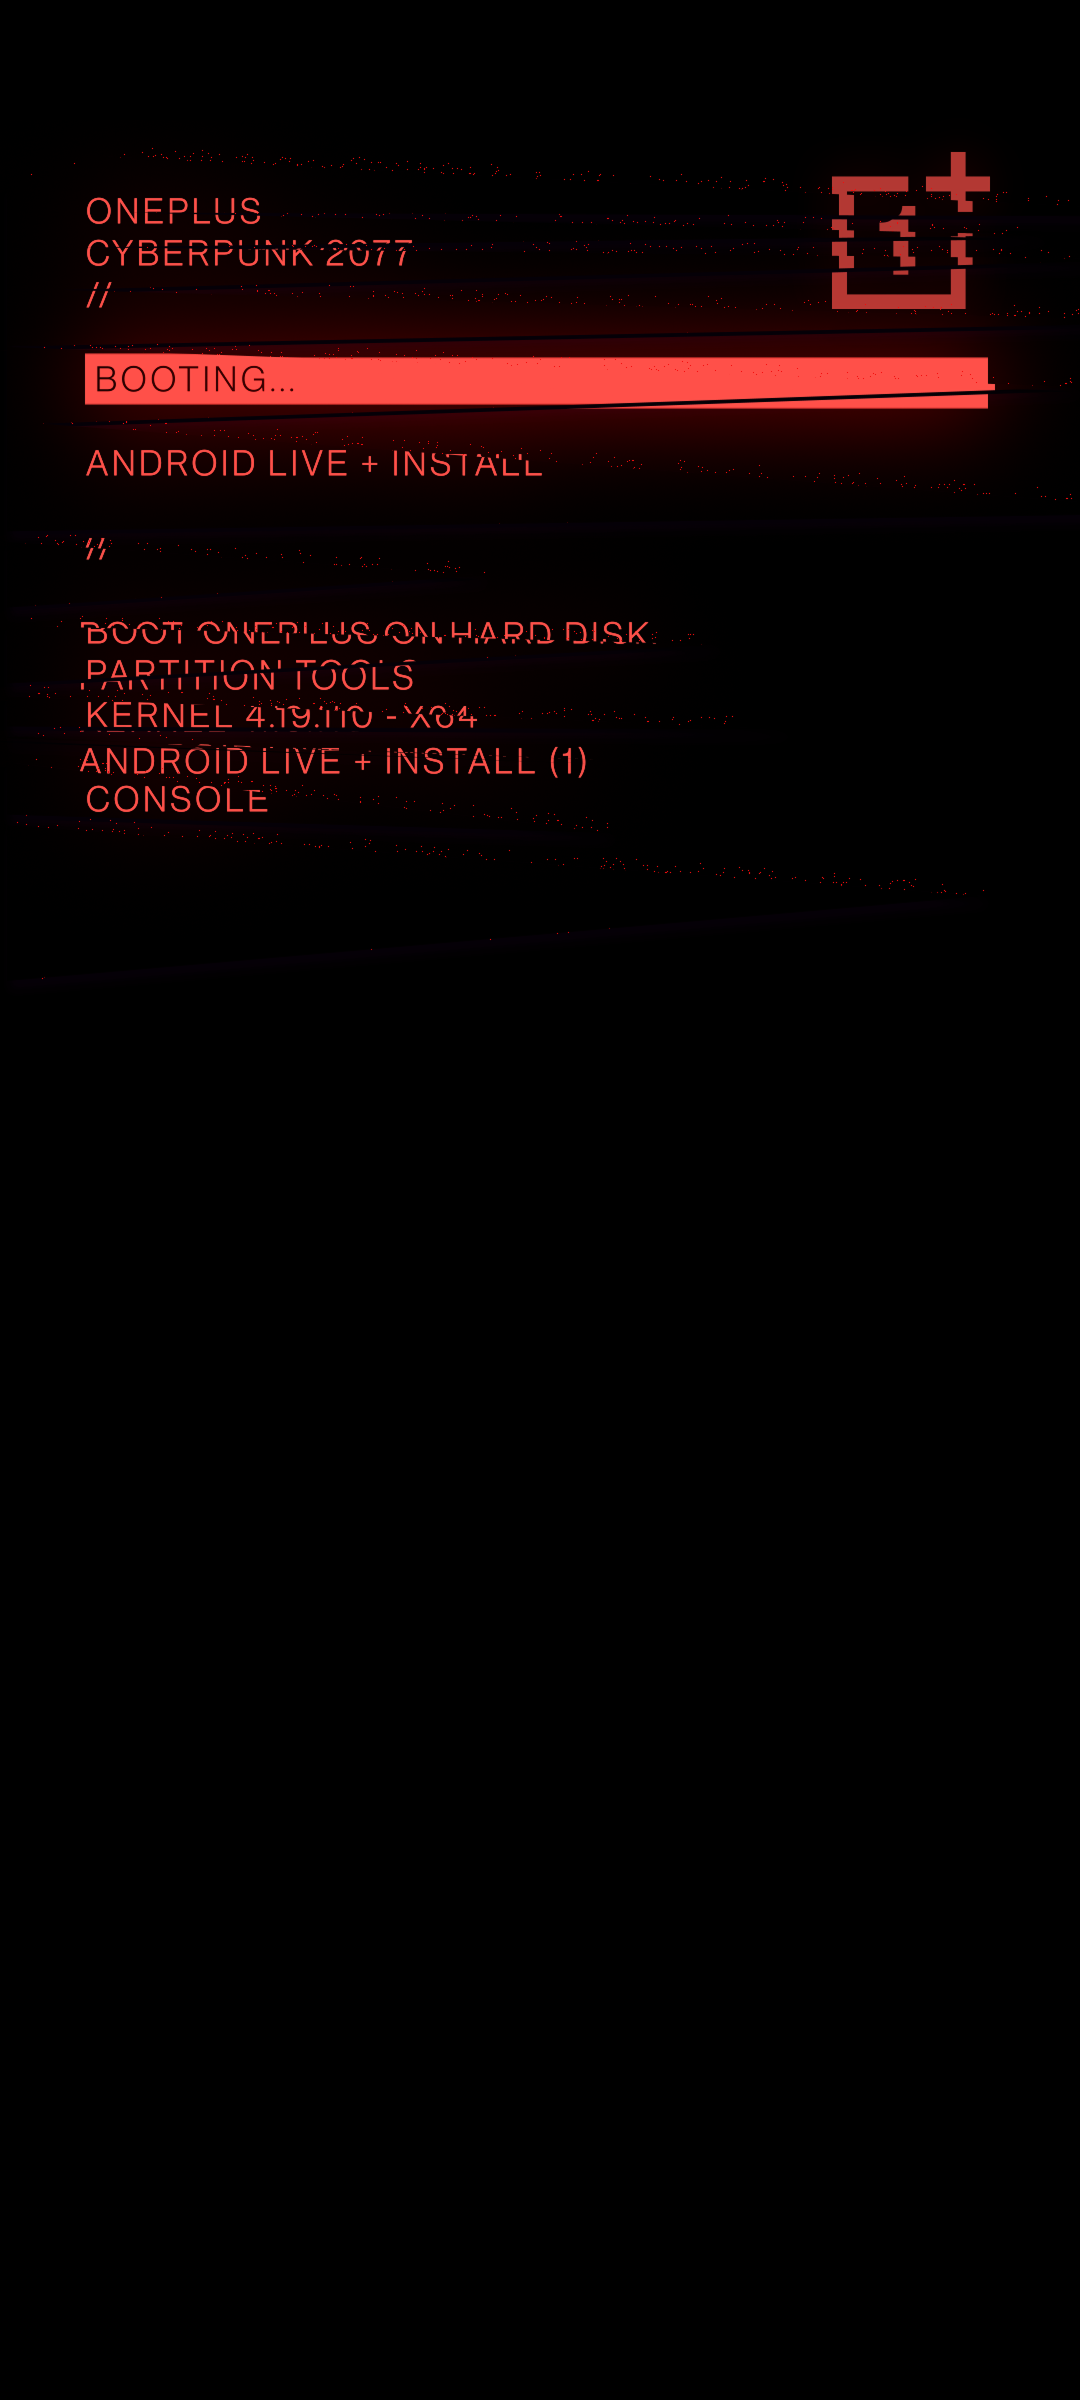 ONEPLUS
CYBERPUNK 2077
//
BOOTING...
ANDROID LIVE + INSTALL
//
BOOT ONEPLUS ON HARD DISK
PARTITION TOOLS
KERNEL 4.19.110 - X64
ANDROID LIVE + INSTALL (1)
CONSOLE